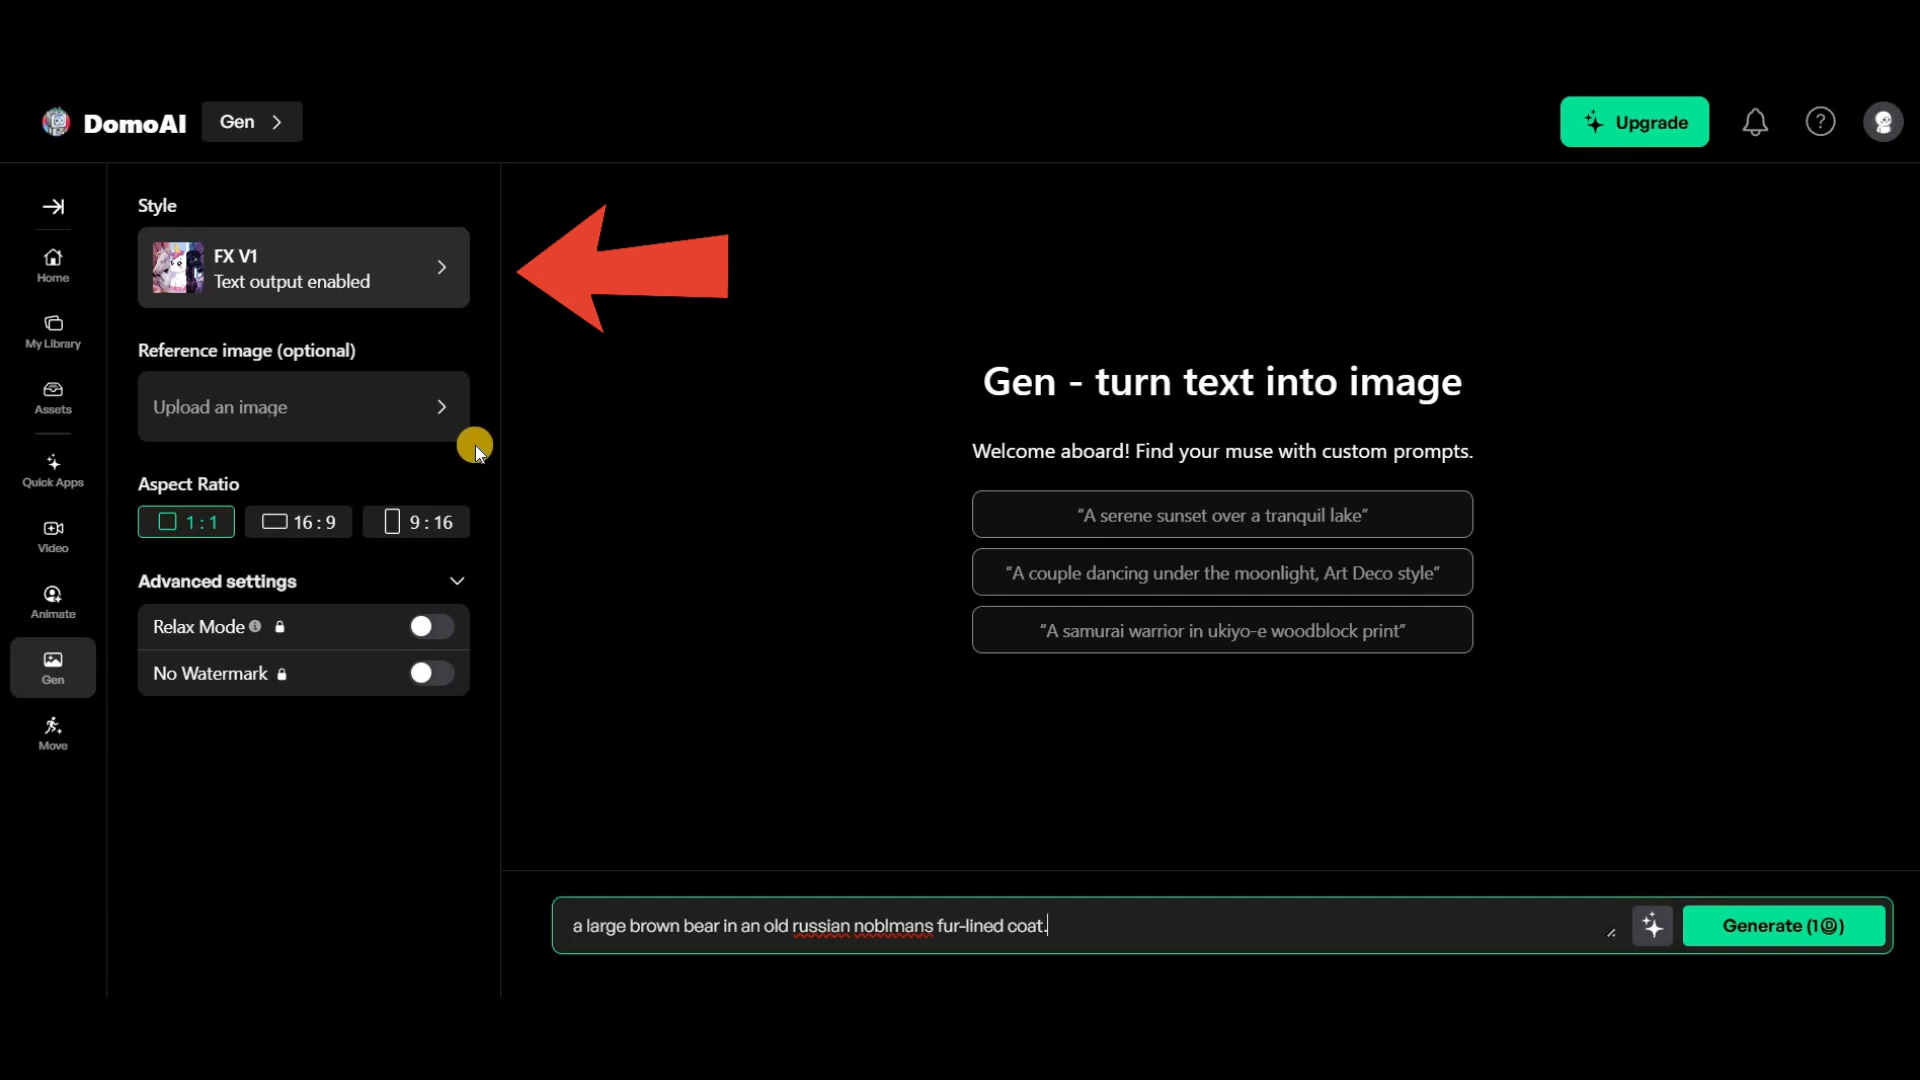 DomoAI
Gen
Upgrade
Home
My Library
Assets
Quick Apps
Video
Animate
Gen
Move
Style
FX V1
Text output enabled
Reference image (optional)
Upload an image
Aspect Ratio
1 : 1
16 : 9
9 : 16
Advanced settings
Relax Mode
No Watermark
Gen - turn text into image
Welcome aboard! Find your muse with custom prompts.
“A serene sunset over a tranquil lake”
“A couple dancing under the moonlight, Art Deco style”
“A samurai warrior in ukiyo-e woodblock print”
a large brown bear in an old russian noblmans fur-lined coat.
Generate (1)